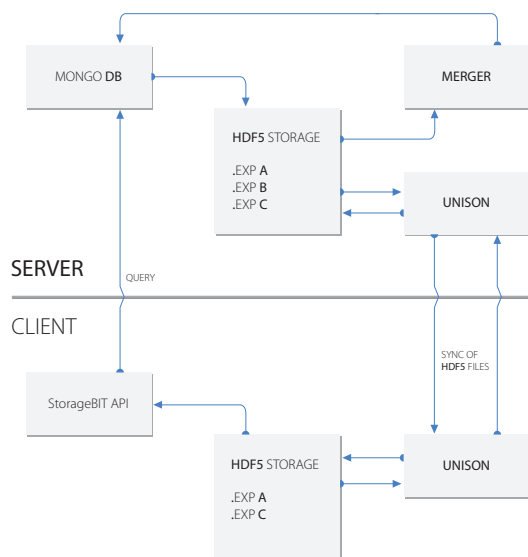 MONGO DB
MERGER
HDF5 STORAGE
.EXP A
.EXP B
.EXP C
UNISON
SERVER
QUERY
CLIENT
SYNC OF
HDF5 FILES
StorageBIT API
HDF5 STORAGE
.EXP A
.EXP C
UNISON